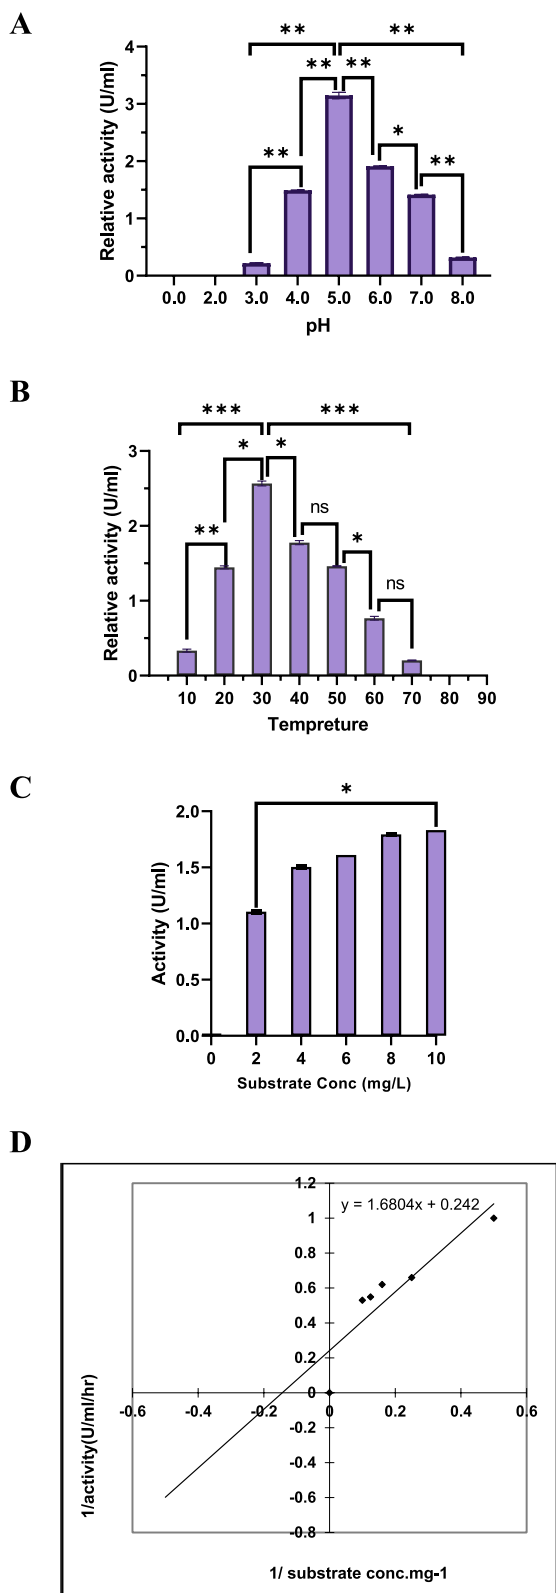 A
** **
** **
*
** **
Relative activity (U/ml)
4
3
2
1
0
0.0 2.0 3.0 4.0 5.0 6.0 7.0 8.0
pH
B
*** ***
* *
ns
** *
ns
Relative activity (U/ml)
3
2
1
0
10 20 30 40 50 60 70 80 90
Tempreture
C
*
Activity (U/ml)
2.0
1.5
1.0
0.5
0.0
0 2 4 6 8 10
Substrate Conc (mg/L)
D
1.2
y = 1.6804x + 0.242
1
0.8
0.6
0.4
0.2
0
-0.6 -0.4 -0.2 0 0.2 0.4 0.6
-0.2
-0.4
-0.6
-0.8
1/activity(U/ml/hr)
1/ substrate conc.mg-1